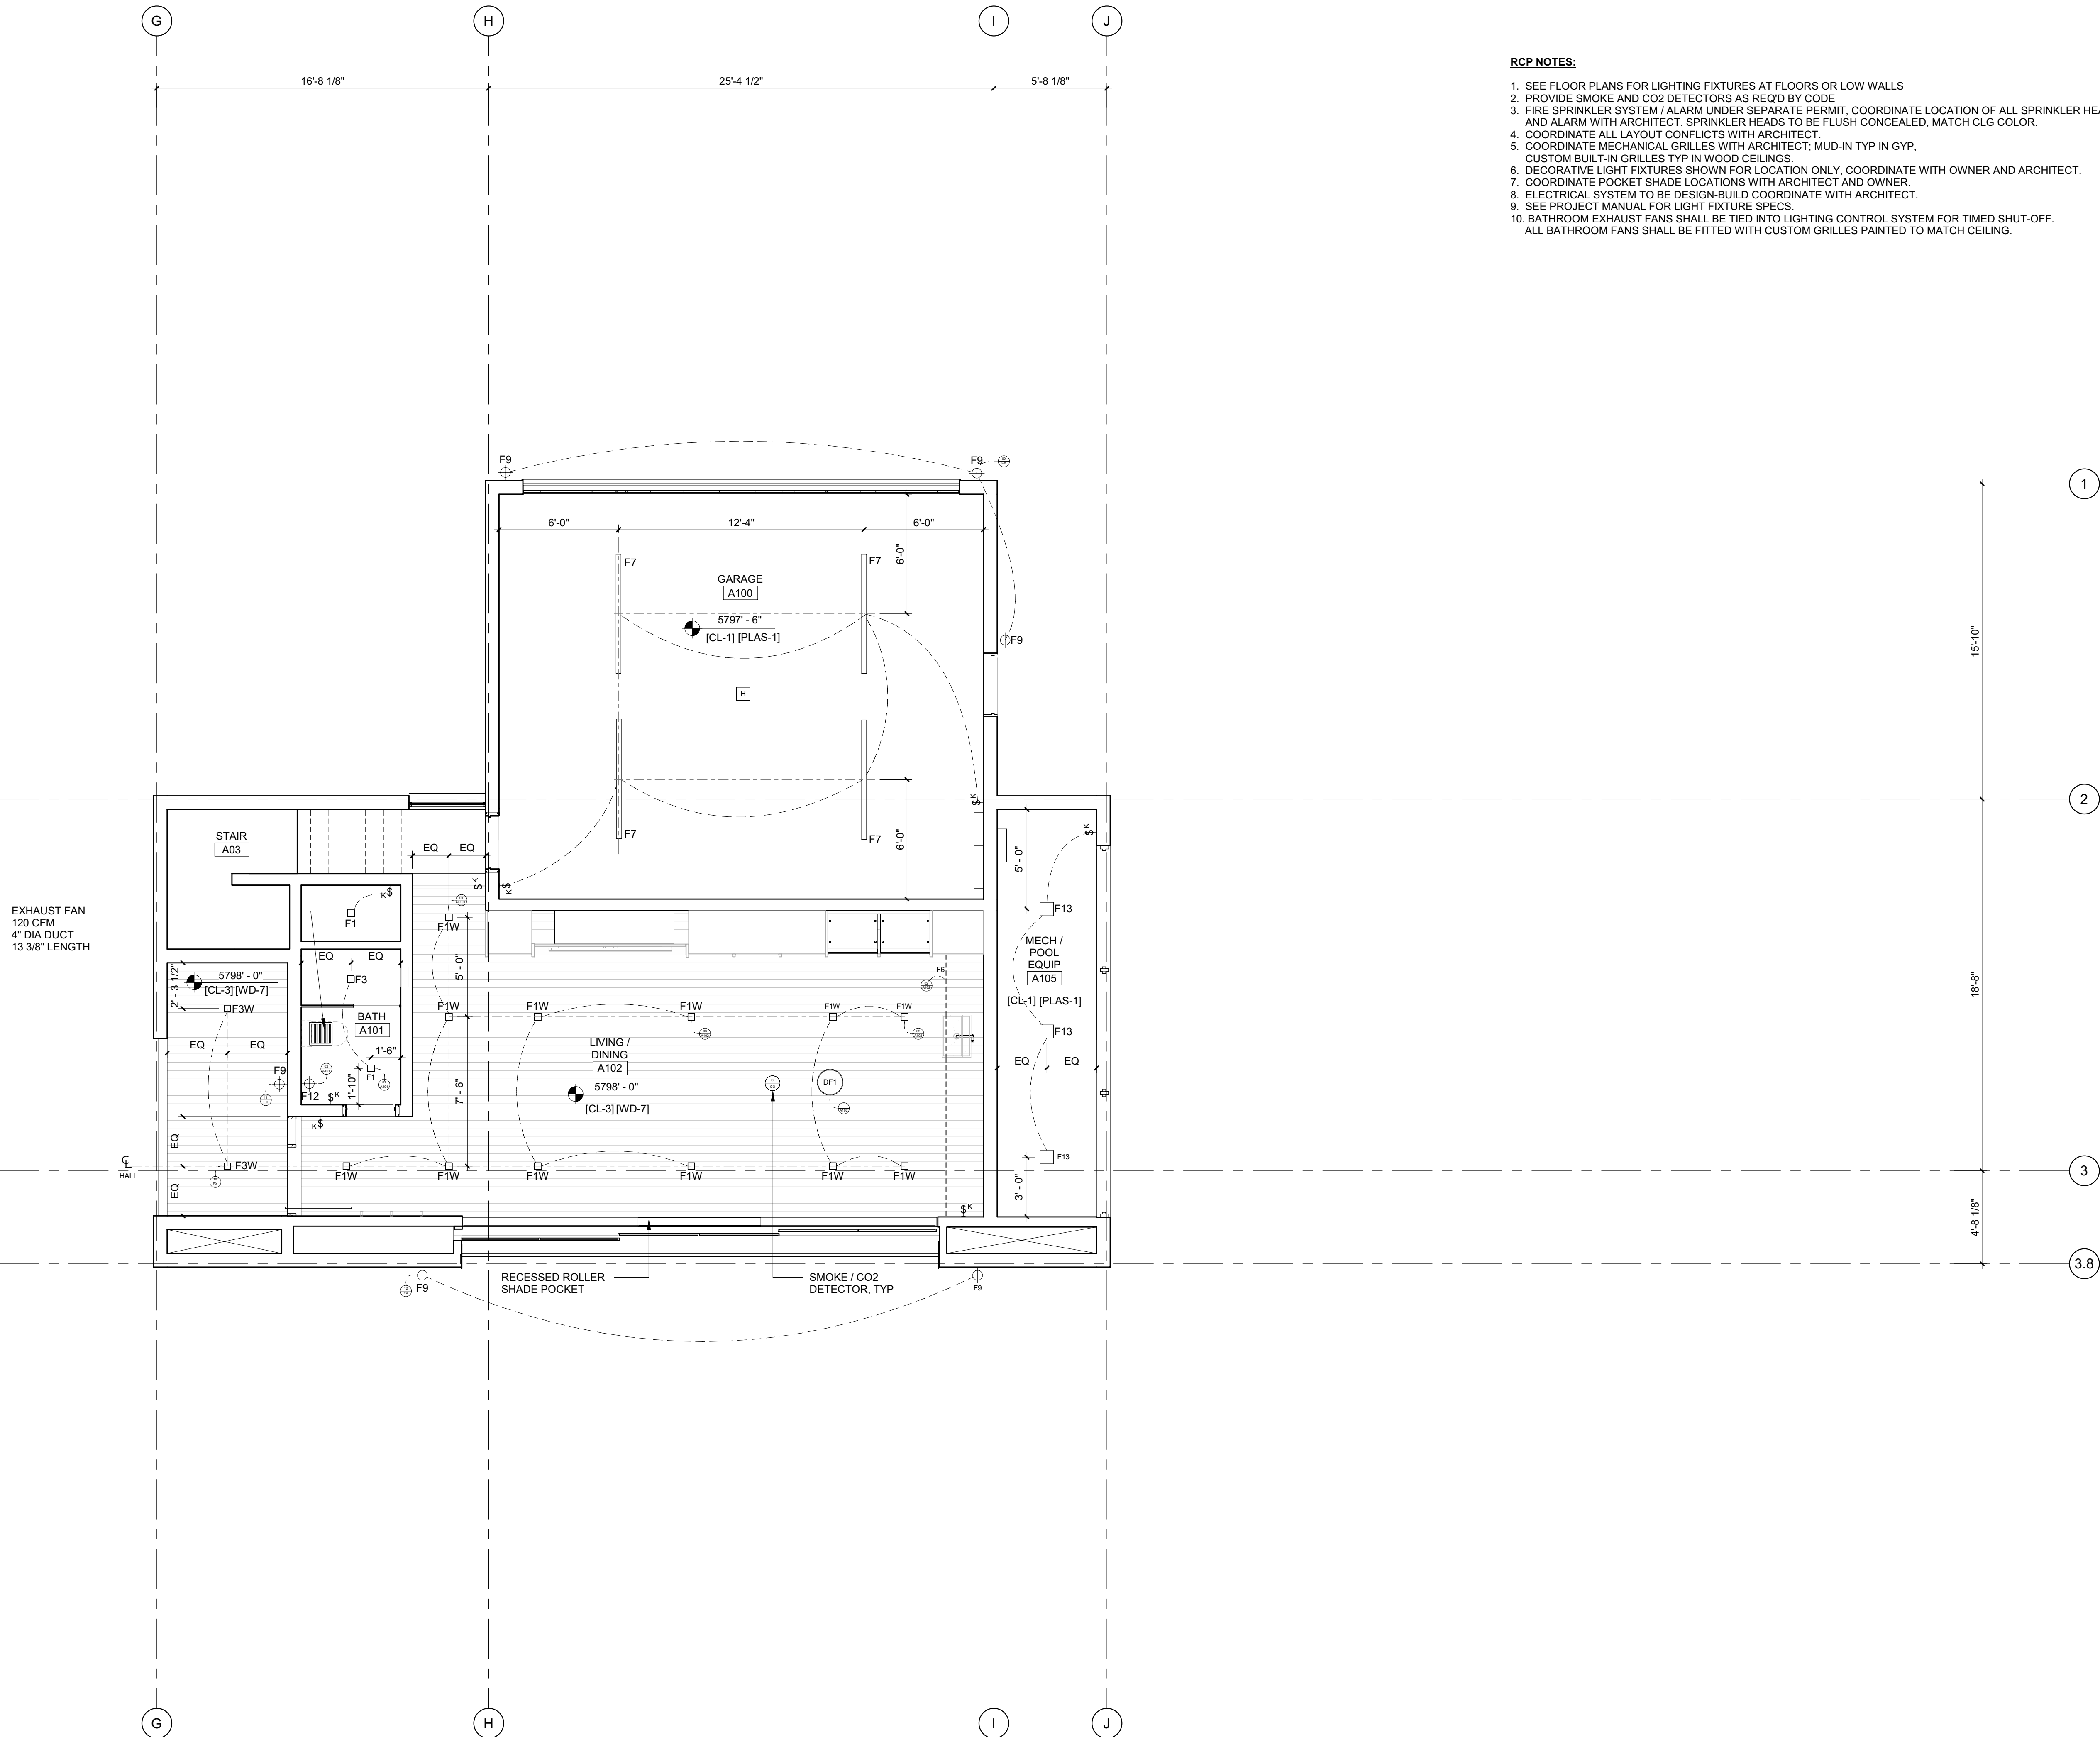 G
H
I
J
16'-8 1/8"
25'-4 1/2"
5'-8 1/8"
RCP NOTES:
1. SEE FLOOR PLANS FOR LIGHTING FIXTURES AT FLOORS OR LOW WALLS
2. PROVIDE SMOKE AND CO2 DETECTORS AS REQ'D BY CODE
3. FIRE SPRINKLER SYSTEM / ALARM UNDER SEPARATE PERMIT, COORDINATE LOCATION OF ALL SPRINKLER
AND ALARM WITH ARCHITECT. SPRINKLER HEADS TO BE FLUSH CONCEALED, MATCH CLG COLOR.
4. COORDINATE ALL LAYOUT CONFLICTS WITH ARCHITECT.
5. COORDINATE MECHANICAL GRILLES WITH ARCHITECT; MUD-IN TYP IN GYP,
CUSTOM BUILT-IN GRILLES TYP IN WOOD CEILINGS.
6. DECORATIVE LIGHT FIXTURES SHOWN FOR LOCATION ONLY, COORDINATE WITH OWNER AND ARCHITECT.
7. COORDINATE POCKET SHADE LOCATIONS WITH ARCHITECT AND OWNER.
8. ELECTRICAL SYSTEM TO BE DESIGN-BUILD COORDINATE WITH ARCHITECT.
9. SEE PROJECT MANUAL FOR LIGHT FIXTURE SPECS.
10. BATHROOM EXHAUST FANS SHALL BE TIED INTO LIGHTING CONTROL SYSTEM FOR TIMED SHUT-OFF.
ALL BATHROOM FANS SHALL BE FITTED WITH CUSTOM GRILLES PAINTED TO MATCH CEILING.
F9
F9
1
6'-0"
12'-4"
6'-0"
6'-0"
F7
F7
GARAGE
A100
5797' - 6"
[CL-1] [PLAS-1]
F9
15'-10"
H
$K
2
F7
F7
6'-0"
$K
STAIR
A03
EQ
EQ
5' - 0"
$K
K$
K$
EXHAUST FAN
120 CFM
4" DIA DUCT
13 3/8" LENGTH
F1
F1W
F13
MECH /
POOL
EQUIP
A105
[CL-1] [PLAS-1]
EQ
EQ
5' - 0"
2' - 3 1/2"
5798' - 0"
[CL-3] [WD-7]
F3
F6
18'-8"
F3W
F1W
F1W
F1W
F1W
F1W
BATH
A101
F13
EQ
EQ
1'-6"
LIVING /
DINING
A102
EQ
EQ
F9
F1
DF1
5798' - 0"
[CL-3] [WD-7]
F12
$K
1'-10"
7' - 6"
K$
EQ
CL
HALL
F3W
F1W
F1W
F1W
F1W
F1W
F1W
F13
3
EQ
3' - 0"
$K
4'-8 1/8"
3.8
F9
RECESSED ROLLER
SHADE POCKET
SMOKE / CO2
DETECTOR, TYP
F9
G
H
I
J